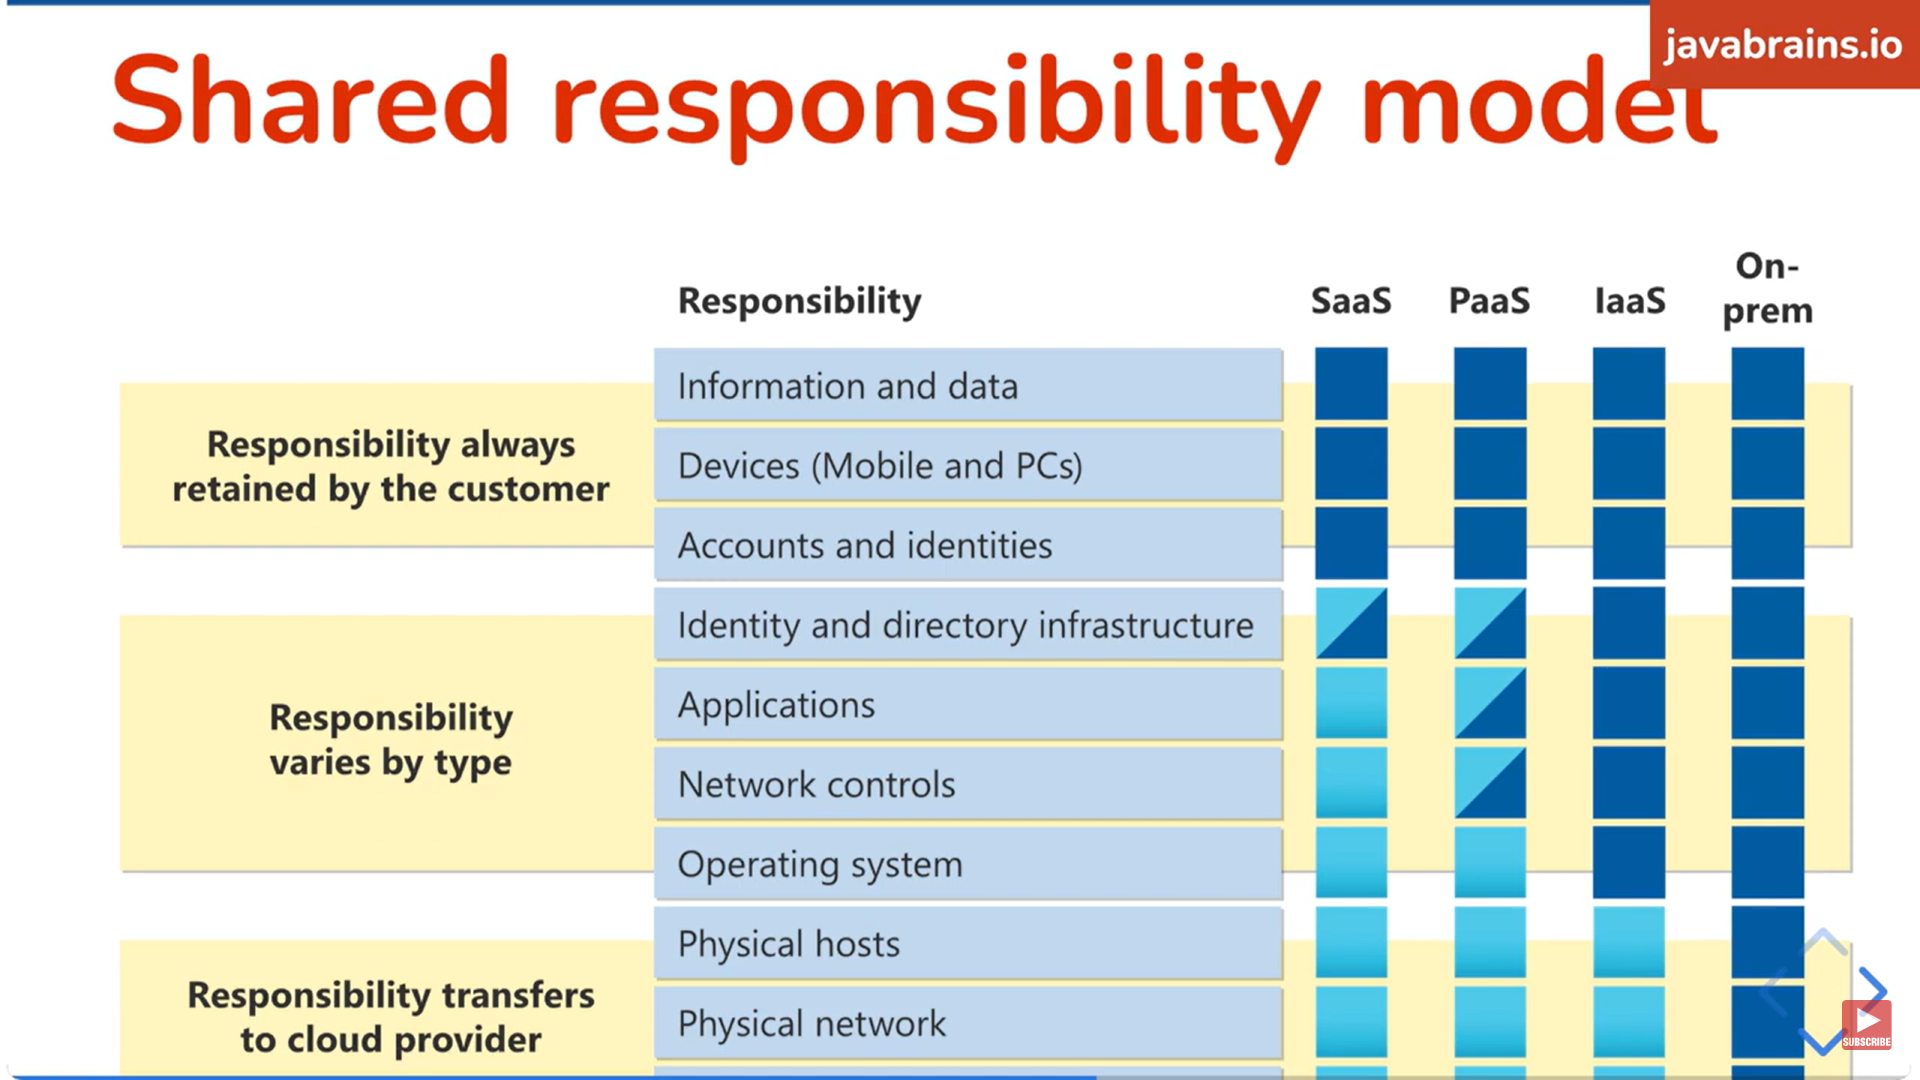 javabrains.io
Shared responsibility model
Responsibility
SaaS
PaaS
IaaS
On-
prem
Responsibility always
retained by the customer
Information and data
Devices (Mobile and PCs)
Accounts and identities
Responsibility
varies by type
Identity and directory infrastructure
Applications
Network controls
Operating system
Responsibility transfers
to cloud provider
Physical hosts
Physical network
SUBSCRIBE